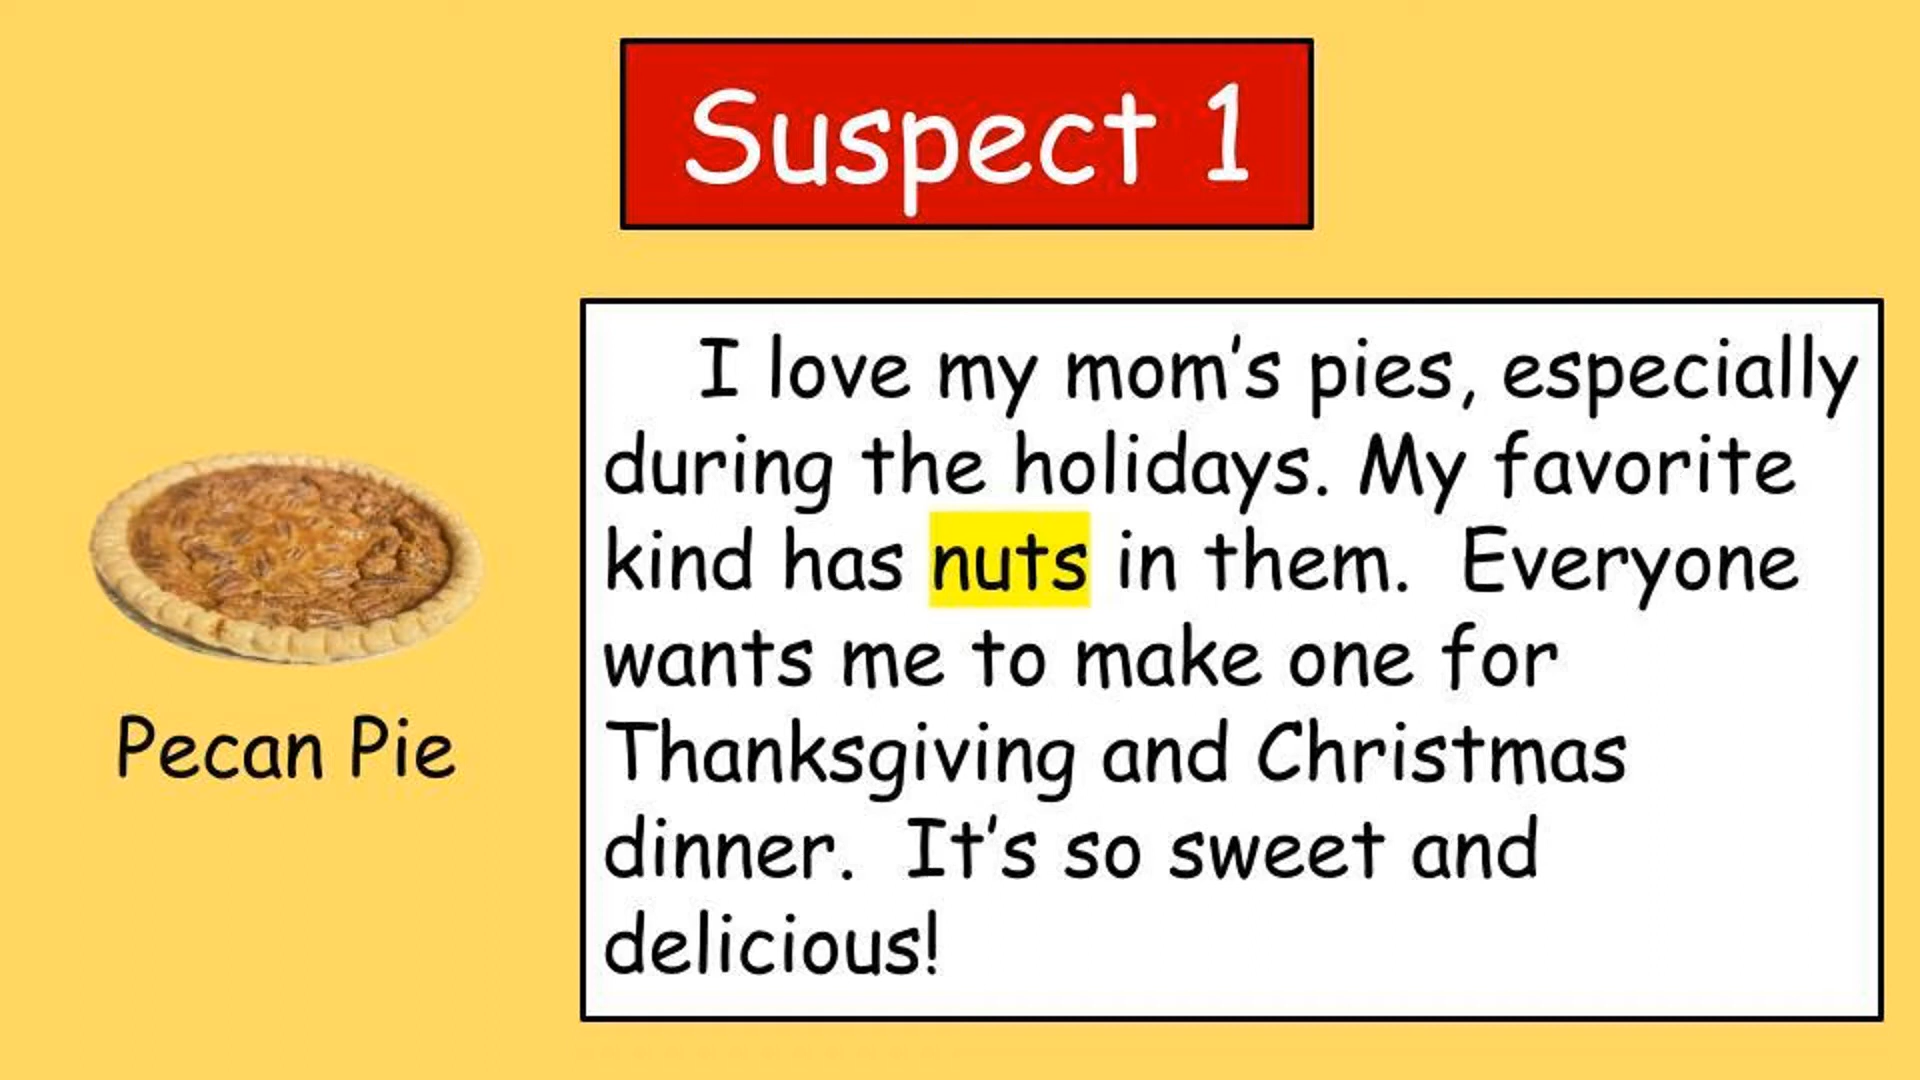 Suspect 1
I love my mom’s pies, especially
during the holidays. My favorite
kind has nuts in them.  Everyone
wants me to make one for
Thanksgiving and Christmas
dinner.  It’s so sweet and
delicious!
Pecan Pie